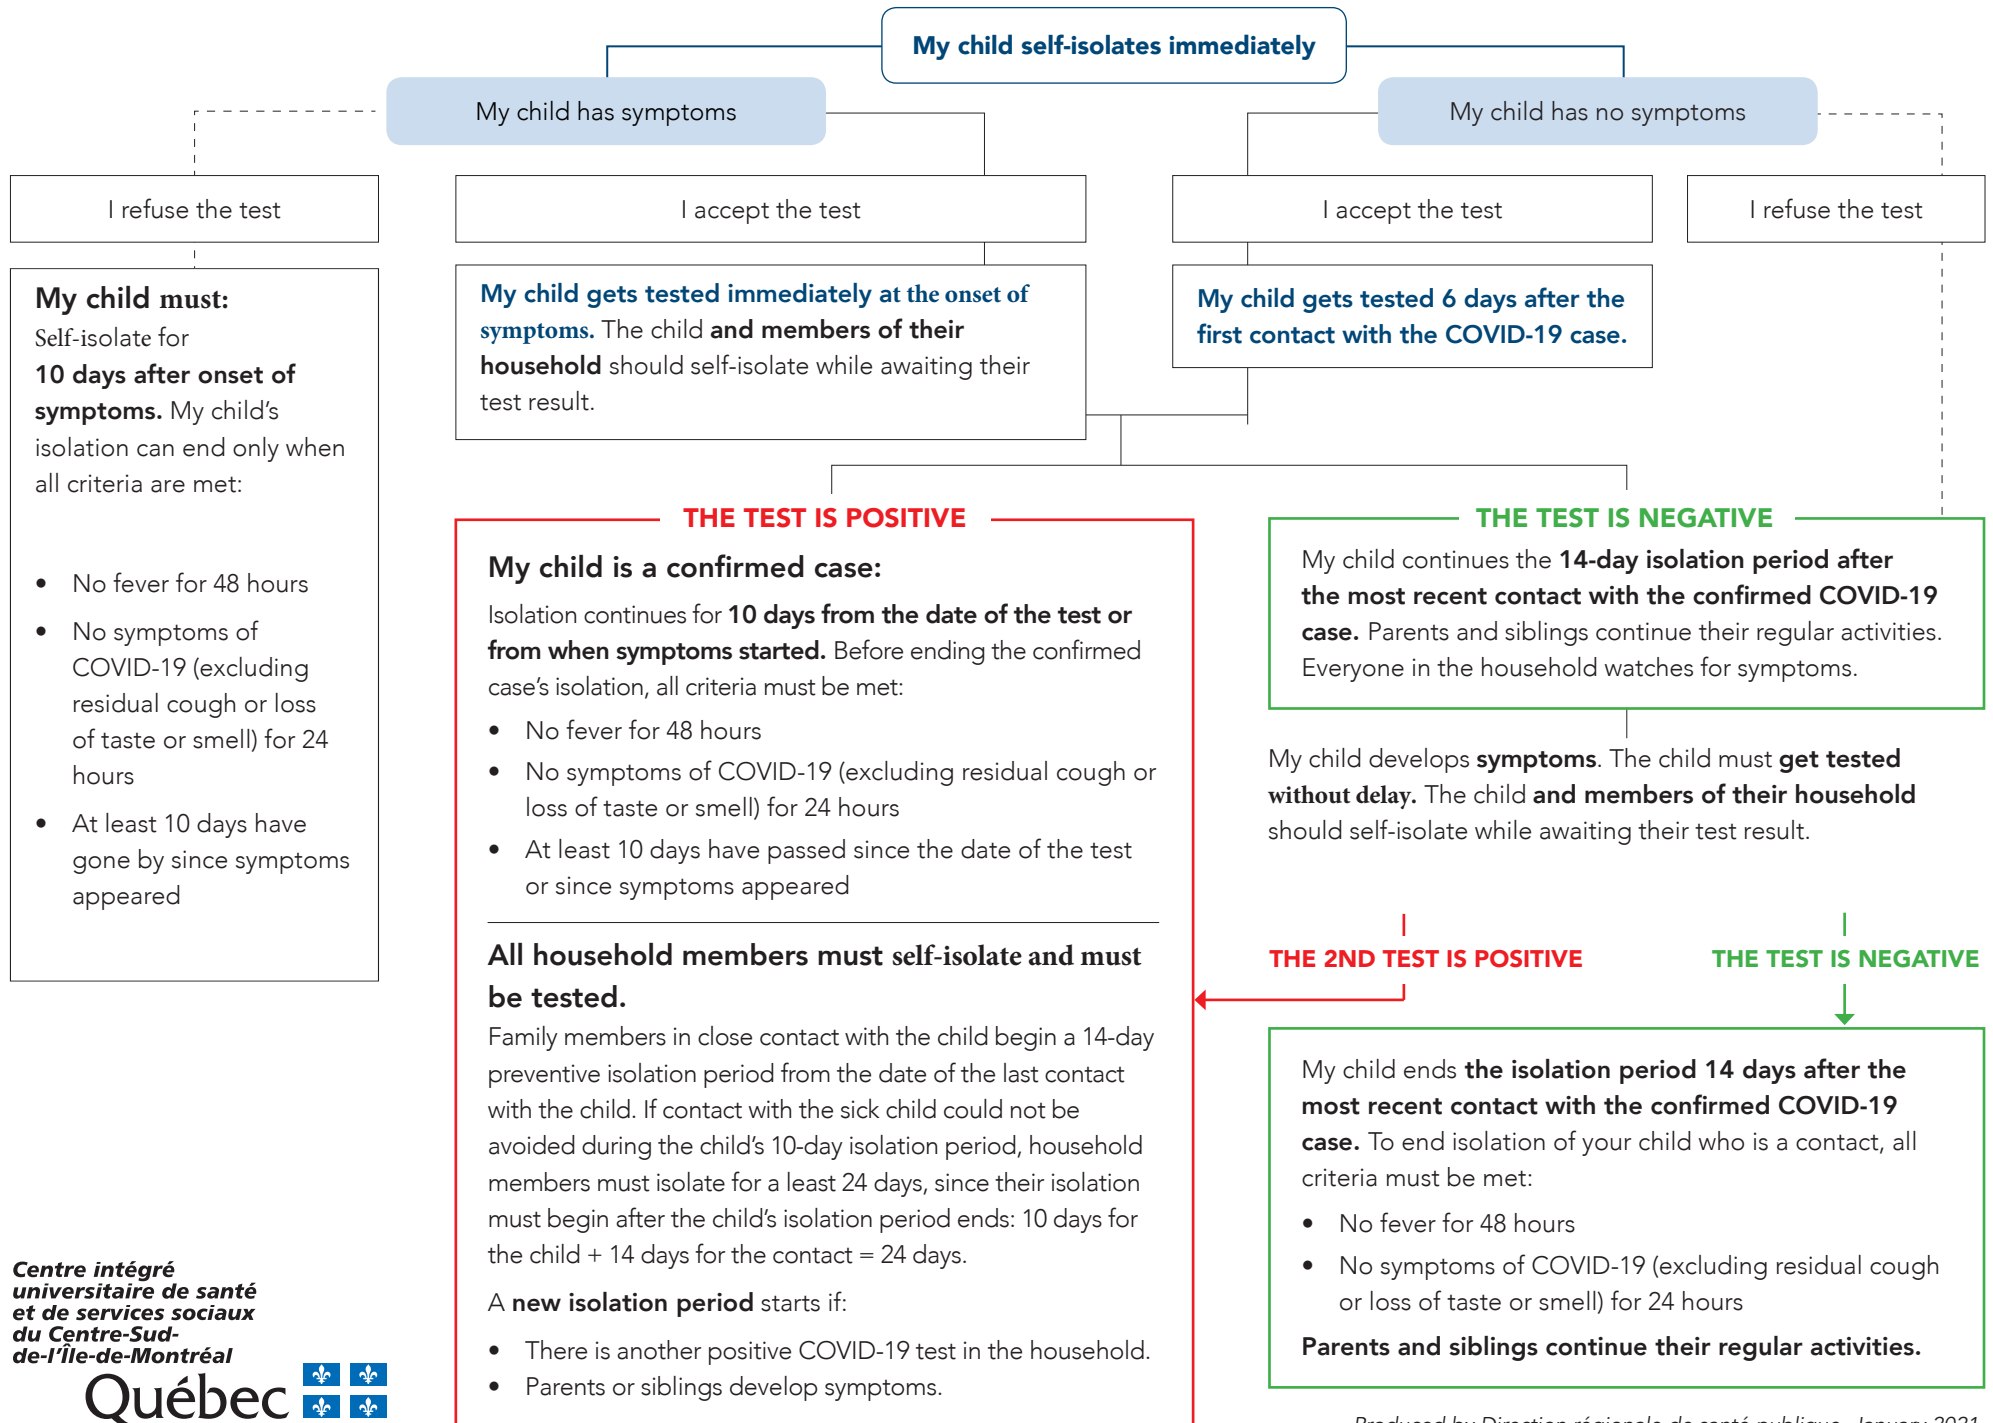 My child self-isolates immediately
My child has symptoms
My child has no symptoms
I refuse the test
I accept the test
I accept the test
I refuse the test
My child must:
Self-isolate for
10 days after onset of
symptoms. My child’s
isolation can end only when
all criteria are met:
• No fever for 48 hours
• No symptoms of
COVID-19 (excluding
residual cough or loss
of taste or smell) for 24
hours
• At least 10 days have
gone by since symptoms
appeared
My child gets tested immediately at the onset of
symptoms. The child and members of their
household should self-isolate while awaiting their
test result.
My child gets tested 6 days after the
first contact with the COVID-19 case.
THE TEST IS POSITIVE
My child is a confirmed case:
Isolation continues for 10 days from the date of the test or
from when symptoms started. Before ending the confirmed
case’s isolation, all criteria must be met:
• No fever for 48 hours
• No symptoms of COVID-19 (excluding residual cough or
loss of taste or smell) for 24 hours
• At least 10 days have passed since the date of the test
or since symptoms appeared
All household members must self-isolate and must
be tested.
Family members in close contact with the child begin a 14-day
preventive isolation period from the date of the last contact
with the child. If contact with the sick child could not be
avoided during the child’s 10-day isolation period, household
members must isolate for a least 24 days, since their isolation
must begin after the child’s isolation period ends: 10 days for
the child + 14 days for the contact = 24 days.
A new isolation period starts if:
• There is another positive COVID-19 test in the household.
• Parents or siblings develop symptoms.
THE TEST IS NEGATIVE
My child continues the 14-day isolation period after
the most recent contact with the confirmed COVID-19
case. Parents and siblings continue their regular activities.
Everyone in the household watches for symptoms.
My child develops symptoms. The child must get tested
without delay. The child and members of their household
should self-isolate while awaiting their test result.
THE 2ND TEST IS POSITIVE
THE TEST IS NEGATIVE
My child ends the isolation period 14 days after the
most recent contact with the confirmed COVID-19
case. To end isolation of your child who is a contact, all
criteria must be met:
• No fever for 48 hours
• No symptoms of COVID-19 (excluding residual cough
or loss of taste or smell) for 24 hours
Parents and siblings continue their regular activities.
Centre intégré
universitaire de santé
et de services sociaux
du Centre-Sud-
de-l’Île-de-Montréal
Québec
Produced by Direction régionale de santé publique, January 2021